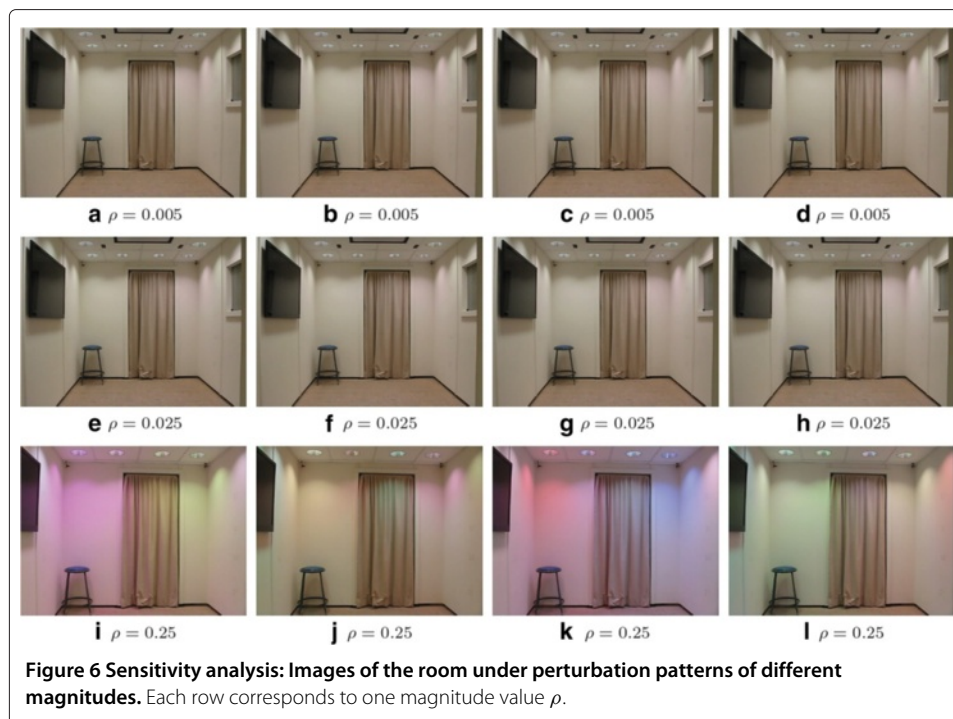 a ρ = 0.005
b ρ = 0.005
c ρ = 0.005
d ρ = 0.005
e ρ = 0.025
f ρ = 0.025
g ρ = 0.025
h ρ = 0.025
i ρ = 0.25
j ρ = 0.25
k ρ = 0.25
l ρ = 0.25
Figure 6 Sensitivity analysis: Images of the room under perturbation patterns of different
magnitudes. Each row corresponds to one magnitude value ρ.